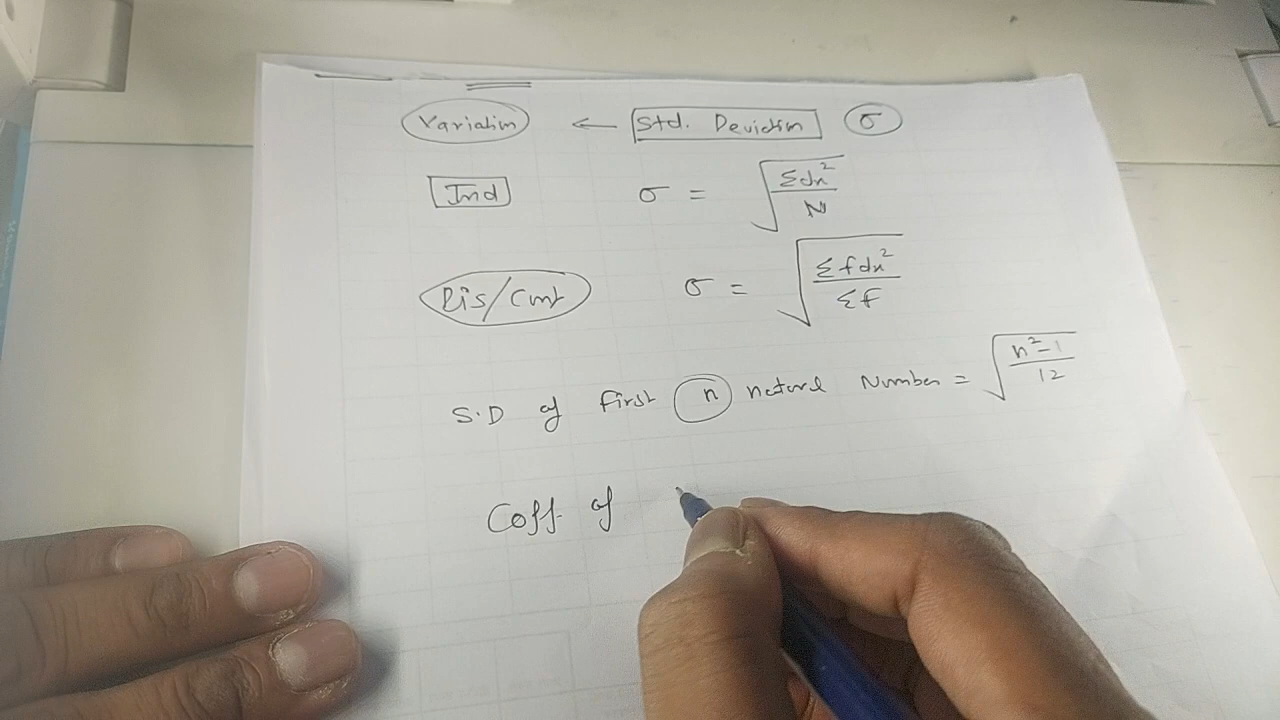 Variation ← Std. Deviation σ
Ind σ = √(Σdx²/N)
Dis/Cont σ = √(Σfdx²/Σf)
S.D of first n natural Number = √(n²-1/12)
Coff. of